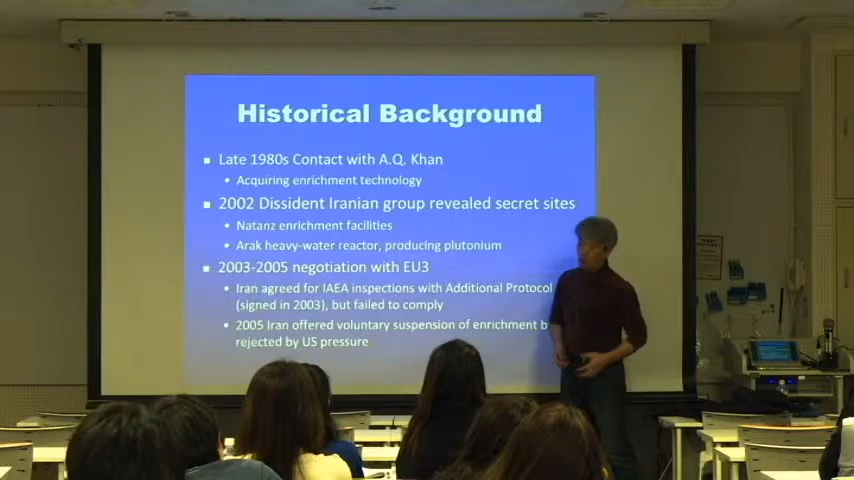 Historical Background
Late 1980s Contact with A.Q. Khan
Acquiring enrichment technology
2002 Dissident Iranian group revealed secret sites
Natanz enrichment facilities
Arak heavy-water reactor, producing plutonium
2003-2005 negotiation with EU3
Iran agreed for IAEA inspections with Additional Protocol
(signed in 2003), but failed to comply
2005 Iran offered voluntary suspension of enrichment b
rejected by US pressure